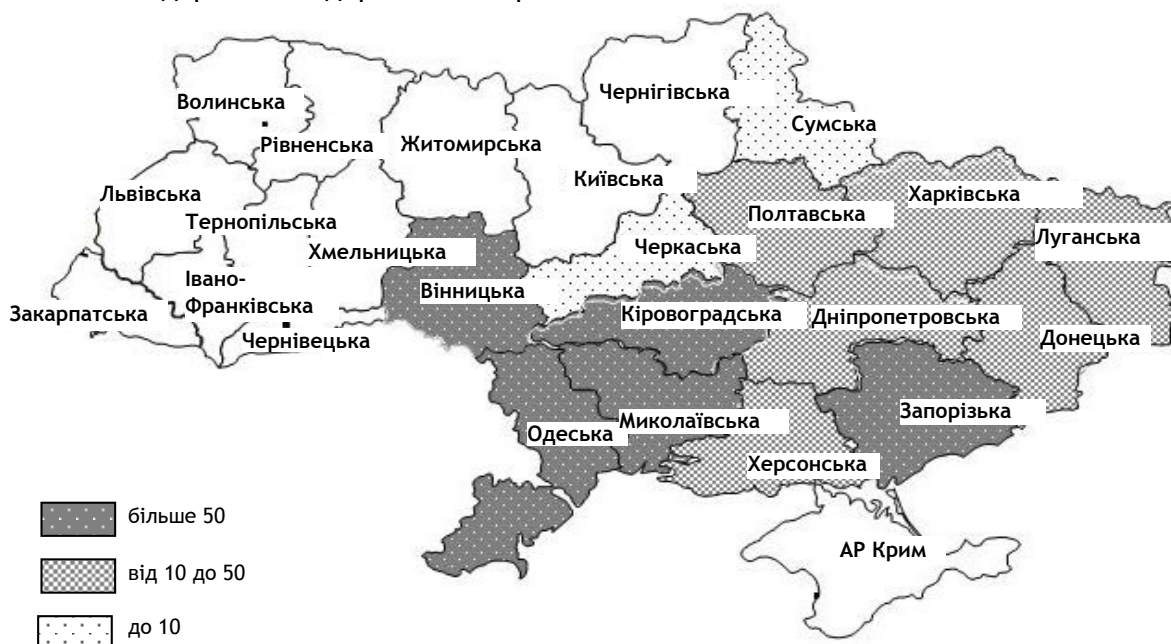 Чернігівська
Волинська
Сумська
Рівненська
Житомирська
Київська
Львівська
Харківська
Полтавська
Тернопільська
Луганська
Черкаська
Хмельницька
Івано-
Франківська
Вінницька
Закарпатська
Кіровоградська
Дніпропетровська
Чернівецька
Донецька
Запорізька
Миколаївська
Одеська
Херсонська
АР Крим
більше 50
від 10 до 50
до 10